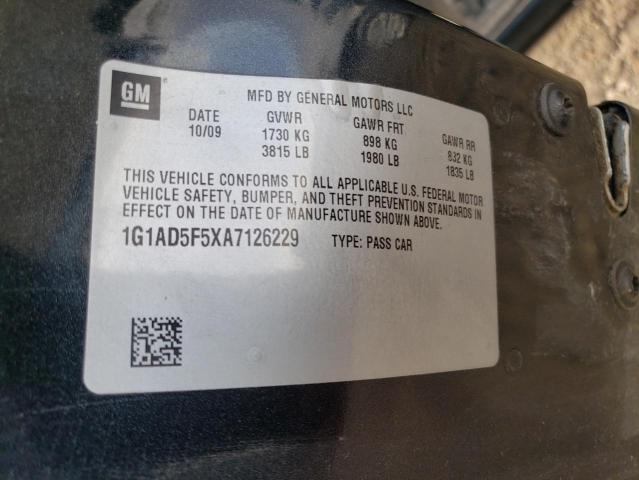 GM
MFD BY GENERAL MOTORS LLC
DATE GVWR GAWR FRT GAWR RR
10/09 1730 KG 898 KG 832 KG
3815 LB 1980 LB 1835 LB
THIS VEHICLE CONFORMS TO ALL APPLICABLE U.S. FEDERAL MOTOR
VEHICLE SAFETY, BUMPER, AND THEFT PREVENTION STANDARDS IN
EFFECT ON THE DATE OF MANUFACTURE SHOWN ABOVE.
1G1AD5F5XA7126229 TYPE: PASS CAR